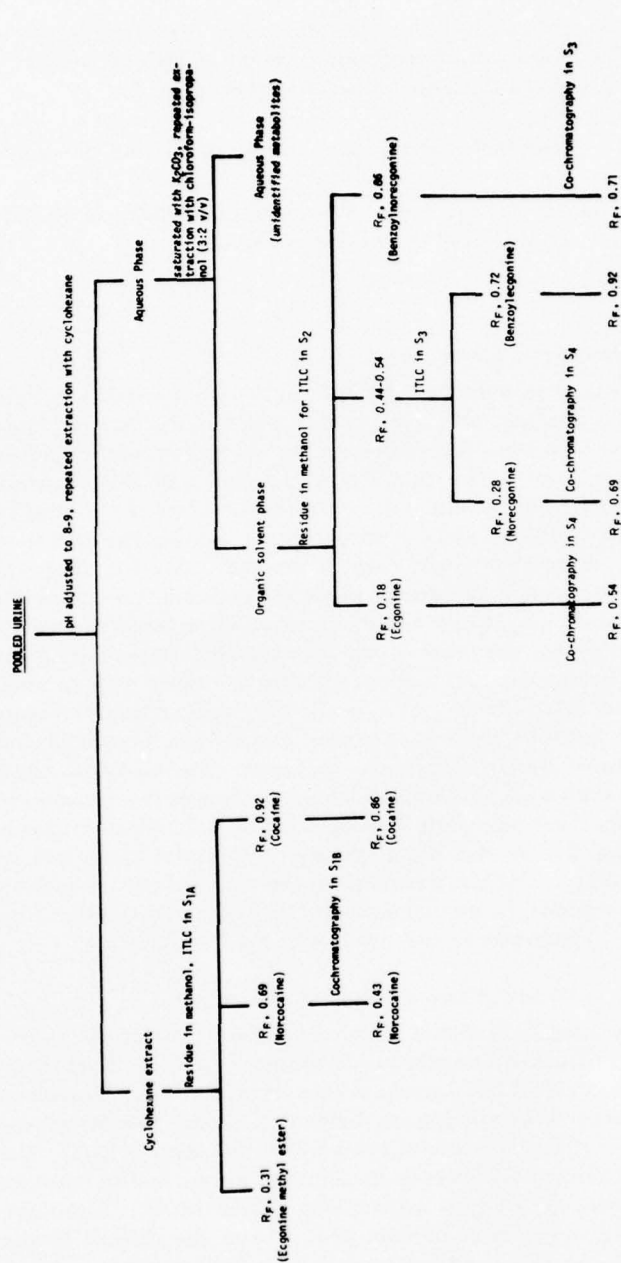 POOLED URINE
pH adjusted to 8-9, repeated extraction with cyclohexane
Cyclohexane extract
Aqueous Phase
saturated with K2CO3, repeated ex-
traction with chloroform-isopropa-
nol (3:2 v/v)
Residue in methanol, ITLC in S1A
Organic solvent phase
Aqueous Phase
(unidentified metabolites)
Residue in methanol for ITLC in S2
RF, 0.31
(Ecgonine methyl ester)
RF, 0.69
(Norcocaine)
RF, 0.92
(Cocaine)
RF, 0.18
(Ecgonine)
RF, 0.44-0.54
RF, 0.86
(Benzoylnorecgonine)
Cochromatography in S1B
ITLC in S3
RF, 0.43
(Norcocaine)
RF, 0.86
(Cocaine)
RF, 0.28
(Norecgonine)
RF, 0.72
(Benzoylecgonine)
Co-chromatography in S4
Co-chromatography in S4
Co-chromatography in S3
RF, 0.54
RF, 0.69
RF, 0.92
RF, 0.71